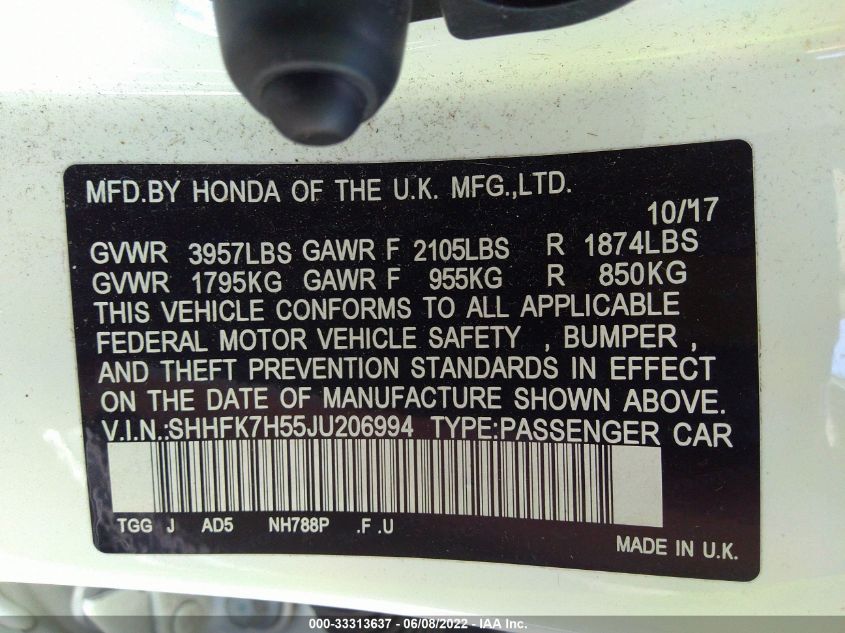 MFD.BY HONDA OF THE U.K. MFG.,LTD.
10/17
GVWR 3957LBS GAWR F 2105LBS R 1874LBS
GVWR 1795KG GAWR F 955KG R 850KG
THIS VEHICLE CONFORMS TO ALL APPLICABLE
FEDERAL MOTOR VEHICLE SAFETY , BUMPER ,
AND THEFT PREVENTION STANDARDS IN EFFECT
ON THE DATE OF MANUFACTURE SHOWN ABOVE.
V.I.N.:SHHFK7H55JU206994 TYPE:PASSENGER CAR
TGG J AD5 NH788P .F .U
MADE IN U.K.
000-33313637 - 06/08/2022 - IAA Inc.